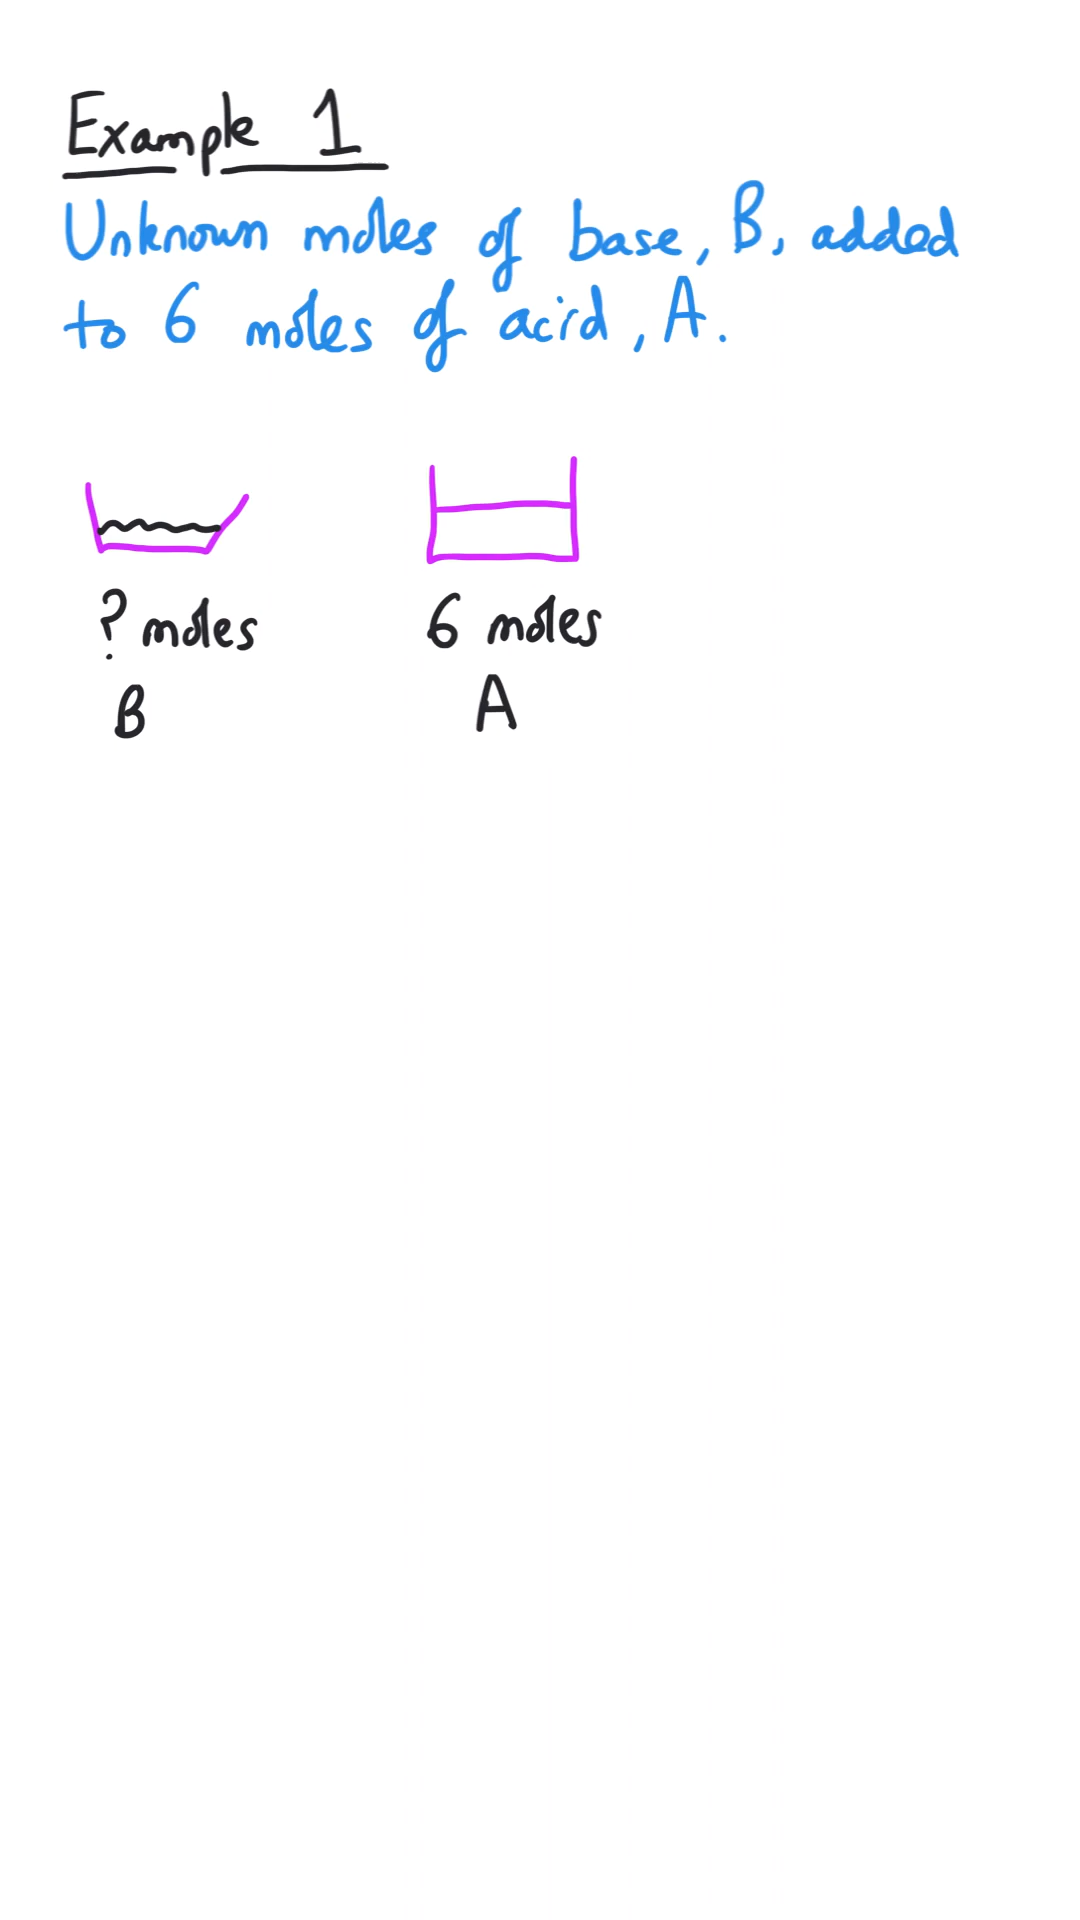 Example 1
Unknown moles of base, B, added
to 6 moles of acid, A.
? moles 6 moles
B A